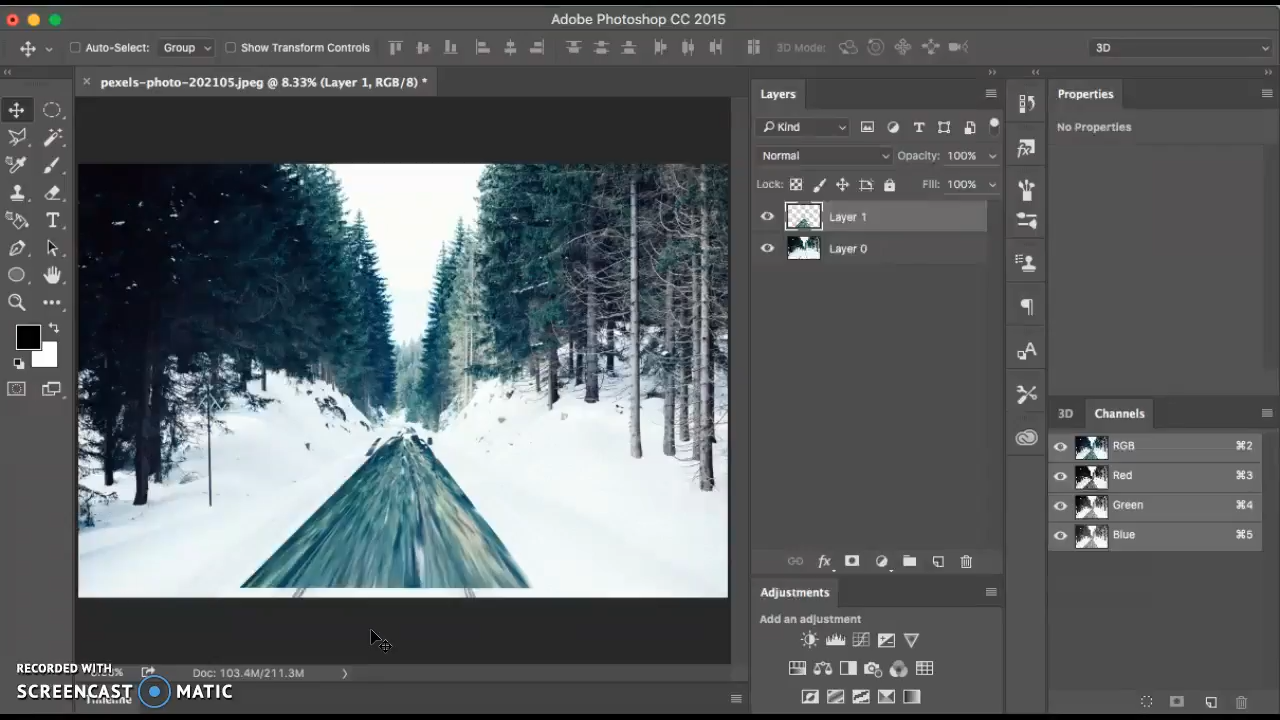 Adobe Photoshop CC 2015
Auto-Select: Group Show Transform Controls 3D Mode: 3D
× pexels-photo-202105.jpeg @ 8.33% (Layer 1, RGB/8) *
Layers
Kind
Normal Opacity: 100%
Lock: Fill: 100%
Layer 1
Layer 0
fx
Adjustments
Add an adjustment
Properties
No Properties
3D Channels
RGB ⌘2
Red ⌘3
Green ⌘4
Blue ⌘5
Doc: 103.4M/211.3M
Timeline
RECORDED WITH
SCREENCAST MATIC